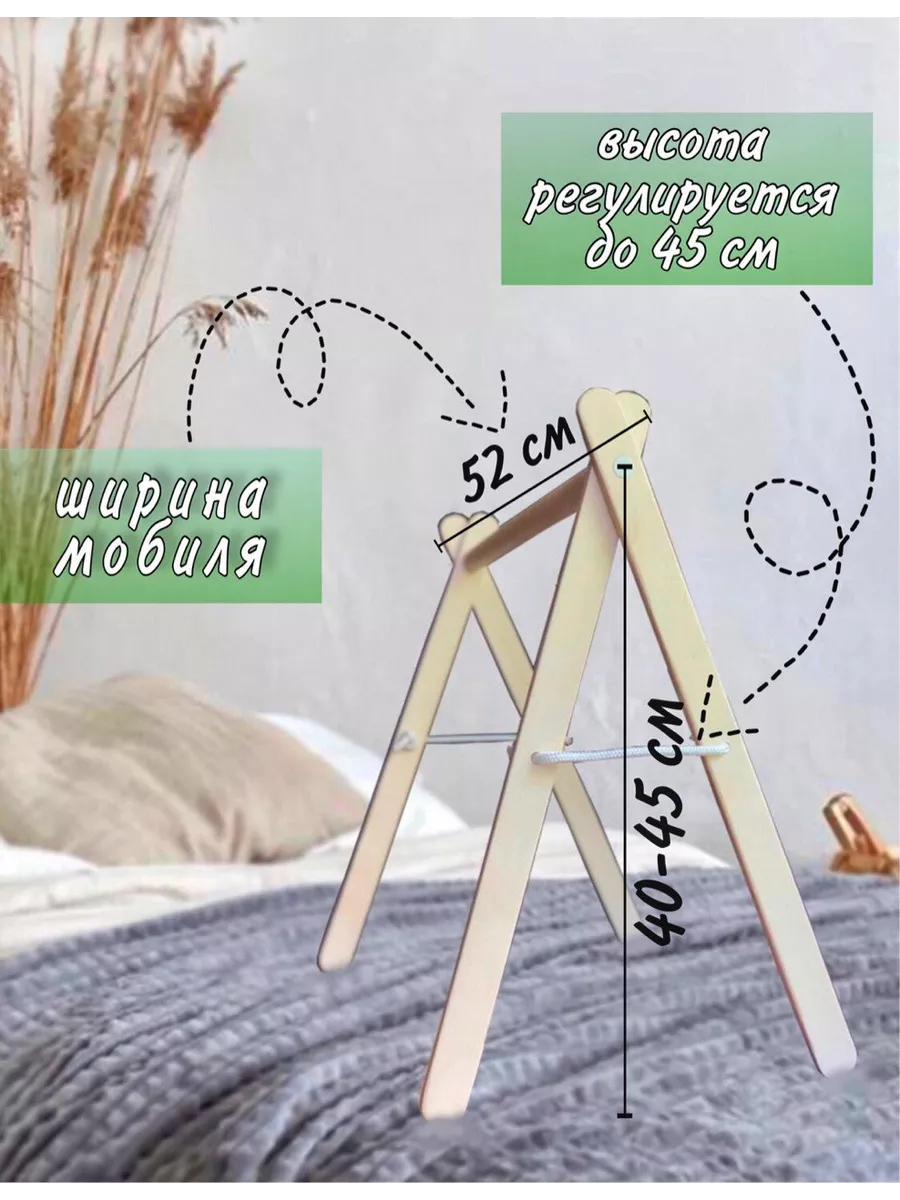 высота
регулируется
до 45 см
52 см
ширина
мобиля
40-45 см